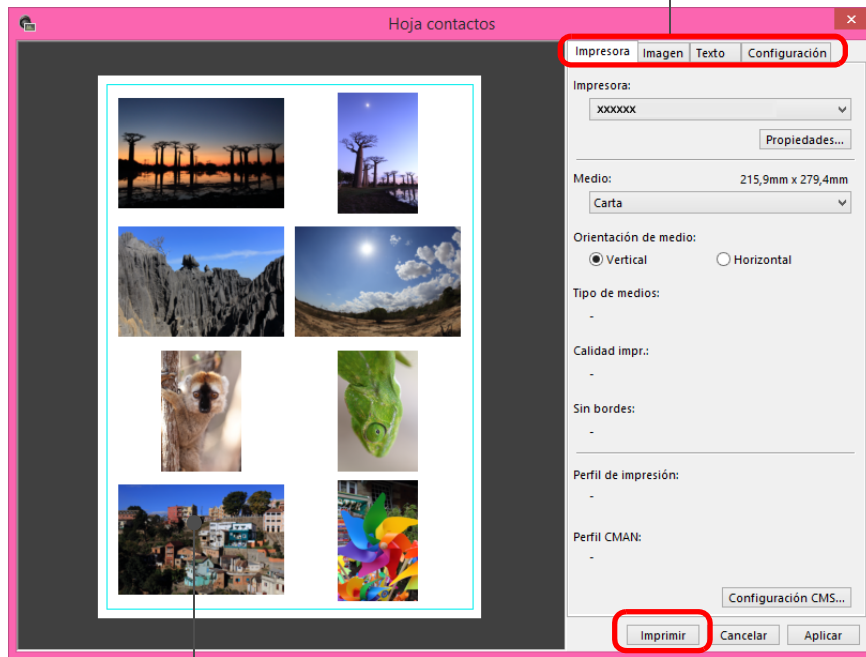 Hoja contactos
Impresora Imagen Texto Configuración
Impresora:
xxxxxx
Propiedades...
Medio: 215,9mm x 279,4mm
Carta
Orientación de medio:
Vertical Horizontal
Tipo de medios:
-
Calidad impr.:
-
Sin bordes:
-
Perfil de impresión:
-
Perfil CMAN:
-
Configuración CMS...
Imprimir Cancelar Aplicar